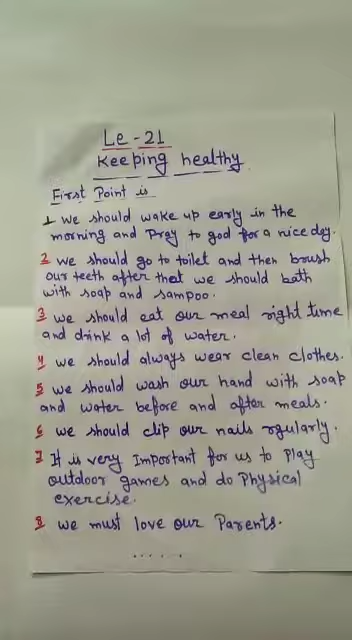 Le - 21
Keeping healthy
First Point is
1 we should wake up early in the
morning and Pray to god for a nice day.
2 we should go to toilet and then brush
our teeth after that we should bath
with soap and sampoo.
3 we should eat our meal right time
and drink a lot of water.
4 we should always wear clean clothes.
5 we should wash our hand with soap
and water before and after meals.
6 we should clip our nails rgularly.
7 It is very Important for us to Play
outdoor games and do Physical
exercise.
8 we must love our Parents.
......